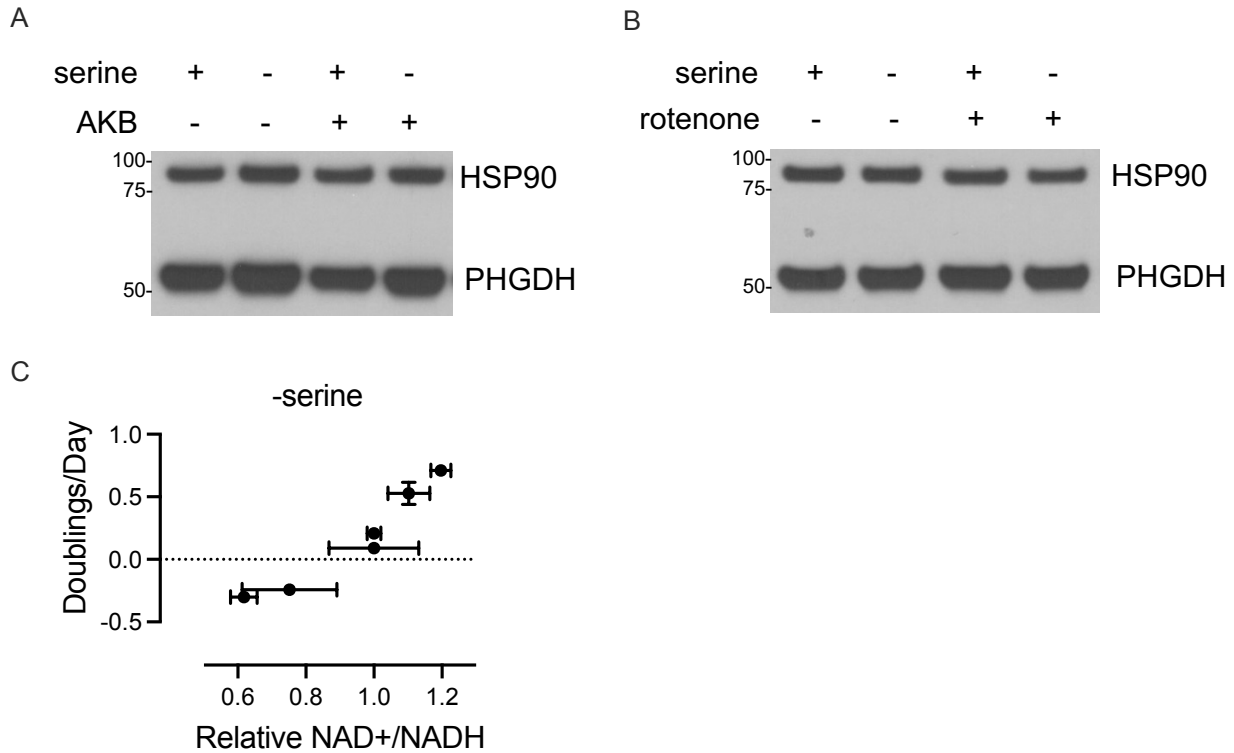 A
serine + - + -
AKB - - + +
100-
75-
HSP90
50-
PHGDH
B
serine + - + -
rotenone - - + +
100-
75-
HSP90
50-
PHGDH
C
-serine
Doublings/Day
1.0
0.5
0.0
-0.5
0.6 0.8 1.0 1.2
Relative NAD+/NADH